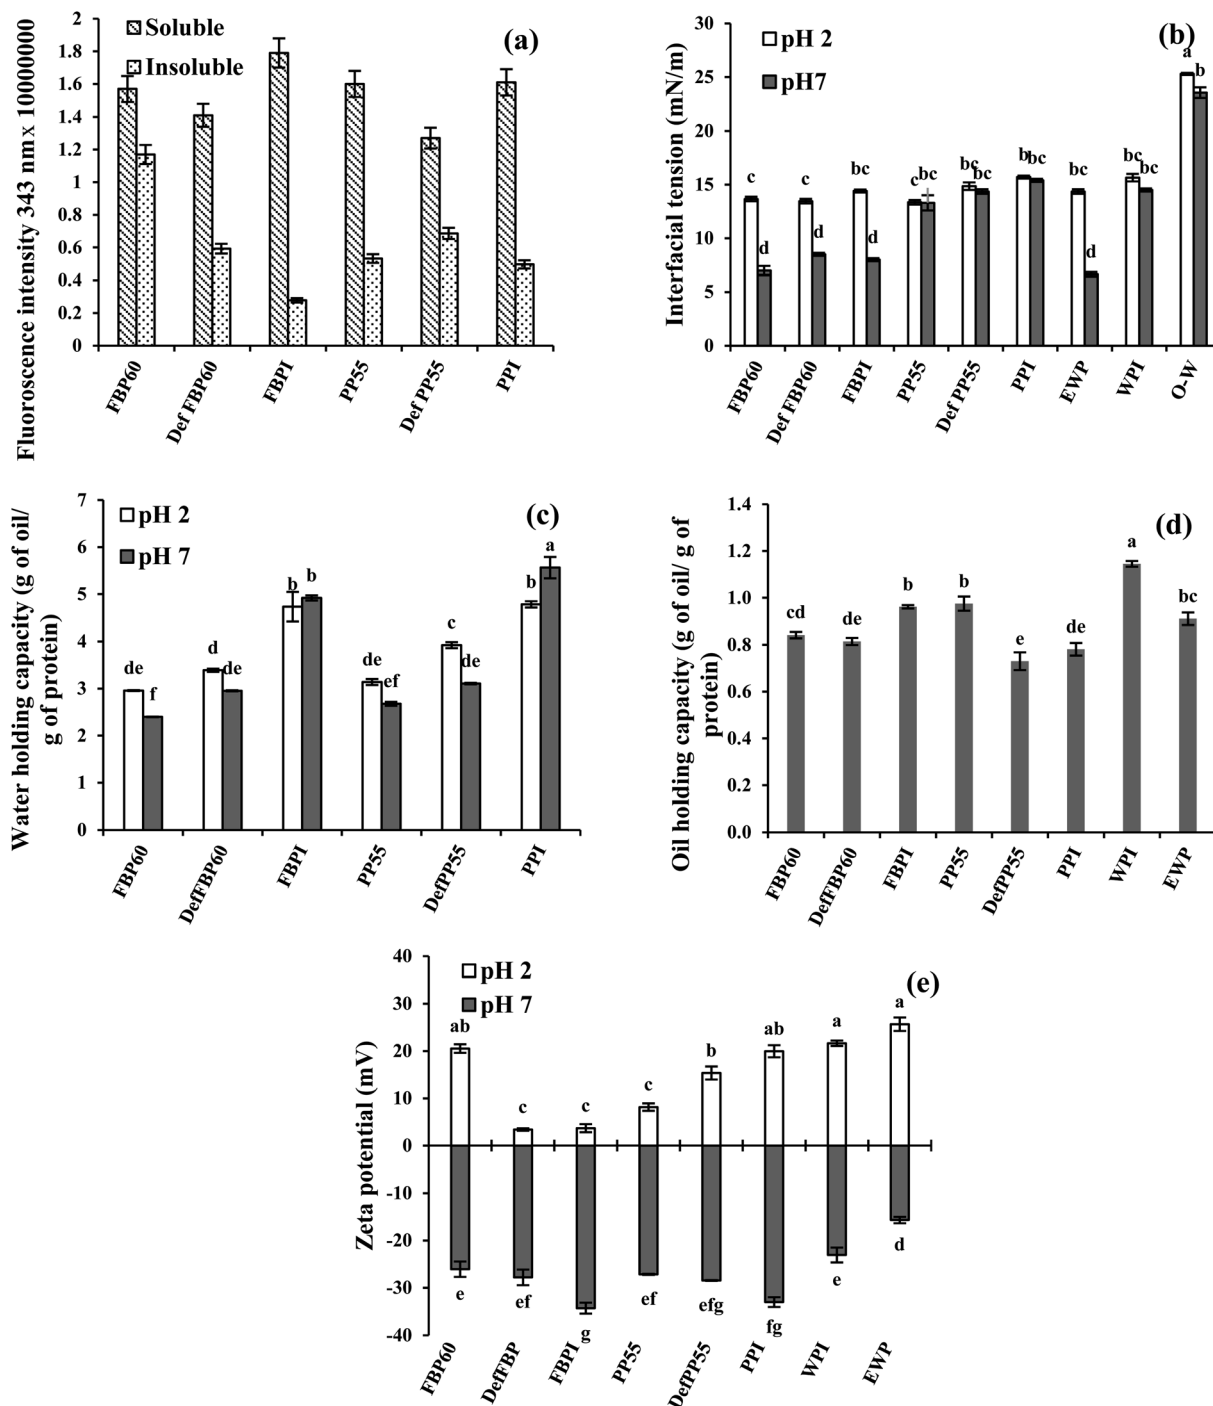 (a)
Soluble
Insoluble
Fluoroscence intensity 343 nm x 10000000
2
1.8
1.6
1.4
1.2
1
0.8
0.6
0.4
0.2
0
FBP60
Def FBP60
FBPI
PP55
Def PP55
PPI
(b)
pH 2
pH7
Interfacial tension (mN/m)
30
25
20
15
10
5
0
c
d
c
d
bc
d
c
bc
bc
bc
b
bc
bc
d
bc
bc
a
b
FBP60
Def FBP60
FBPI
PP55
Def PP55
PPI
EWP
WPI
O-W
(c)
pH 2
pH 7
Water holding capacity (g of oil/
g of protein)
7
6
5
4
3
2
1
0
de
f
d
de
b
b
de
ef
c
de
b
a
FBP60
DefFBP60
FBPI
PP55
DefPP55
PPI
(d)
Oil holding capacity (g of oil/ g of
protein)
1.4
1.2
1.0
0.8
0.6
0.4
0.2
0.0
cd
de
b
b
e
de
a
bc
FBP60
DefFBP60
FBPI
PP55
DefPP55
PPI
WPI
EWP
(e)
pH 2
pH 7
Zeta potential (mV)
40
30
20
10
0
-10
-20
-30
-40
ab
c
c
c
b
ab
a
a
e
ef
g
ef
efg
fg
e
d
FBP60
DefFBP
FBPI
PP55
DefPP55
PPI
WPI
EWP